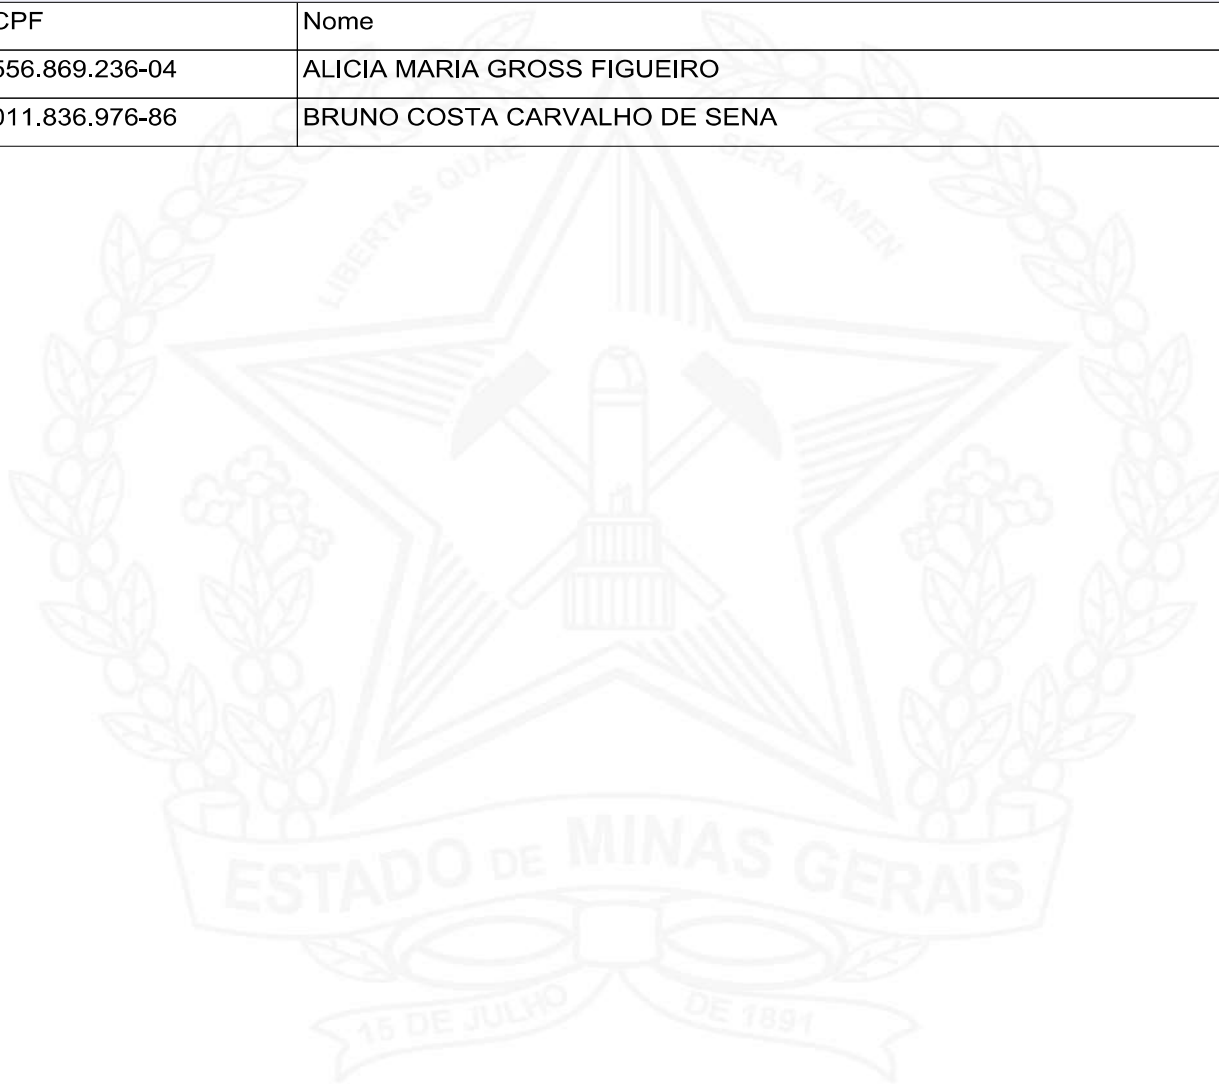 CPF Nome
556.869.236-04 ALICIA MARIA GROSS FIGUEIRO
011.836.976-86 BRUNO COSTA CARVALHO DE SENA
LIBERTAS QUAE SERA TAMEN
ESTADO DE MINAS GERAIS
15 DE JULHO DE 1891